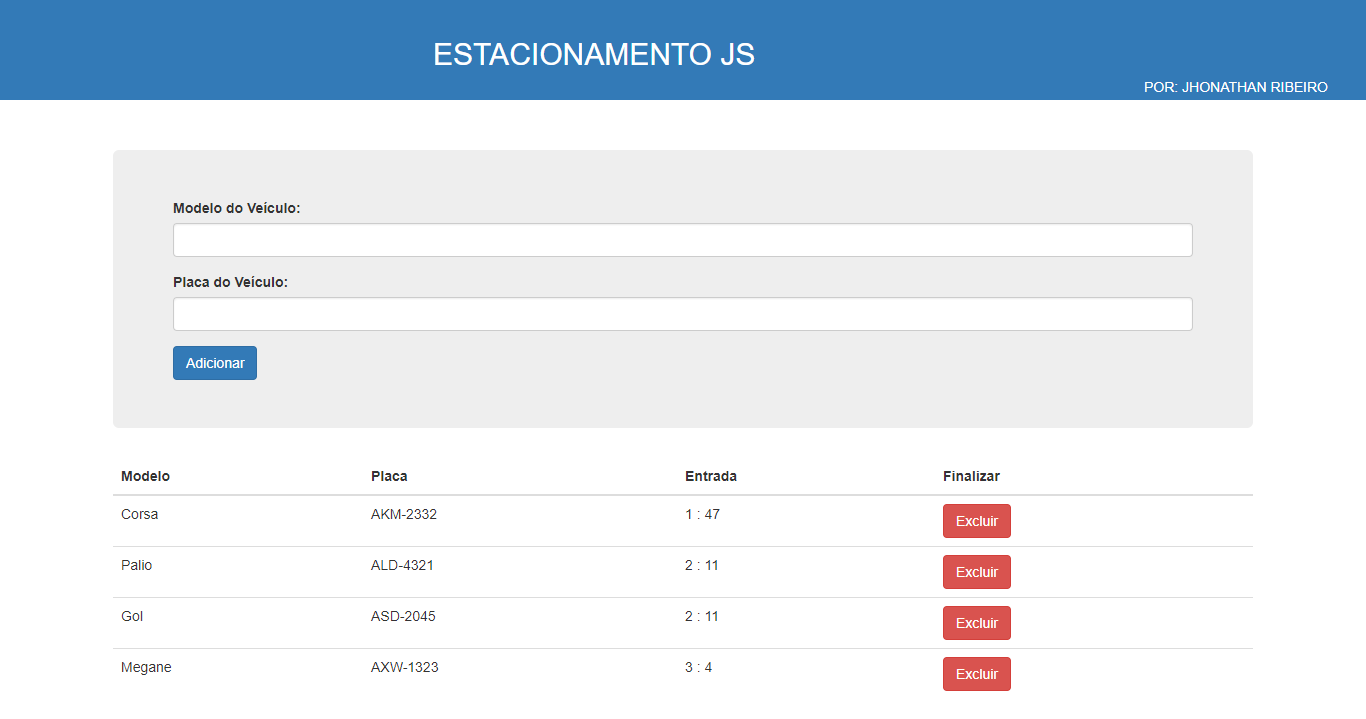 ESTACIONAMENTO JS
POR: JHONATHAN RIBEIRO
Modelo do Veículo:
Placa do Veículo:
Adicionar
Modelo Placa Entrada Finalizar
Corsa AKM-2332 1 : 47 Excluir
Palio ALD-4321 2 : 11 Excluir
Gol ASD-2045 2 : 11 Excluir
Megane AXW-1323 3 : 4 Excluir